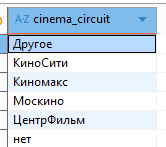 A-Z cinema_circuit
Другое
КиноСити
Киномакс
Москино
ЦентрФильм
нет